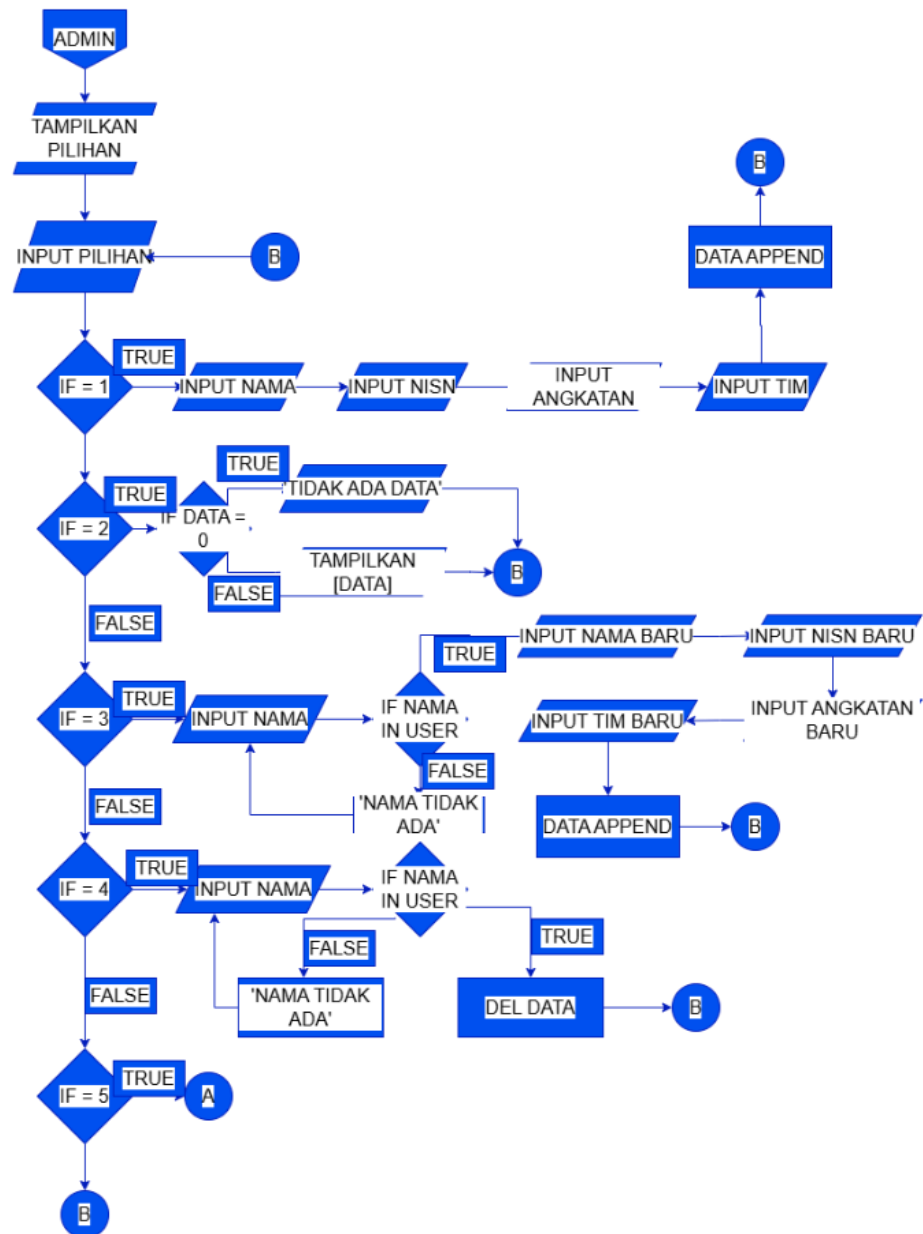 ADMIN
TAMPILKAN
PILIHAN
B
INPUT PILIHAN
B
DATA APPEND
TRUE
IF = 1
INPUT NAMA
INPUT NISN
INPUT
ANGKATAN
INPUT TIM
TRUE
TRUE
'TIDAK ADA DATA'
IF = 2
IF DATA =
0
TAMPILKAN
[DATA]
B
FALSE
FALSE
TRUE
INPUT NAMA BARU
INPUT NISN BARU
TRUE
IF = 3
INPUT NAMA
IF NAMA
IN USER
INPUT TIM BARU
INPUT ANGKATAN
BARU
FALSE
FALSE
'NAMA TIDAK
ADA'
DATA APPEND
B
TRUE
IF = 4
INPUT NAMA
IF NAMA
IN USER
FALSE
TRUE
FALSE
'NAMA TIDAK
ADA'
DEL DATA
B
TRUE
IF = 5
A
B